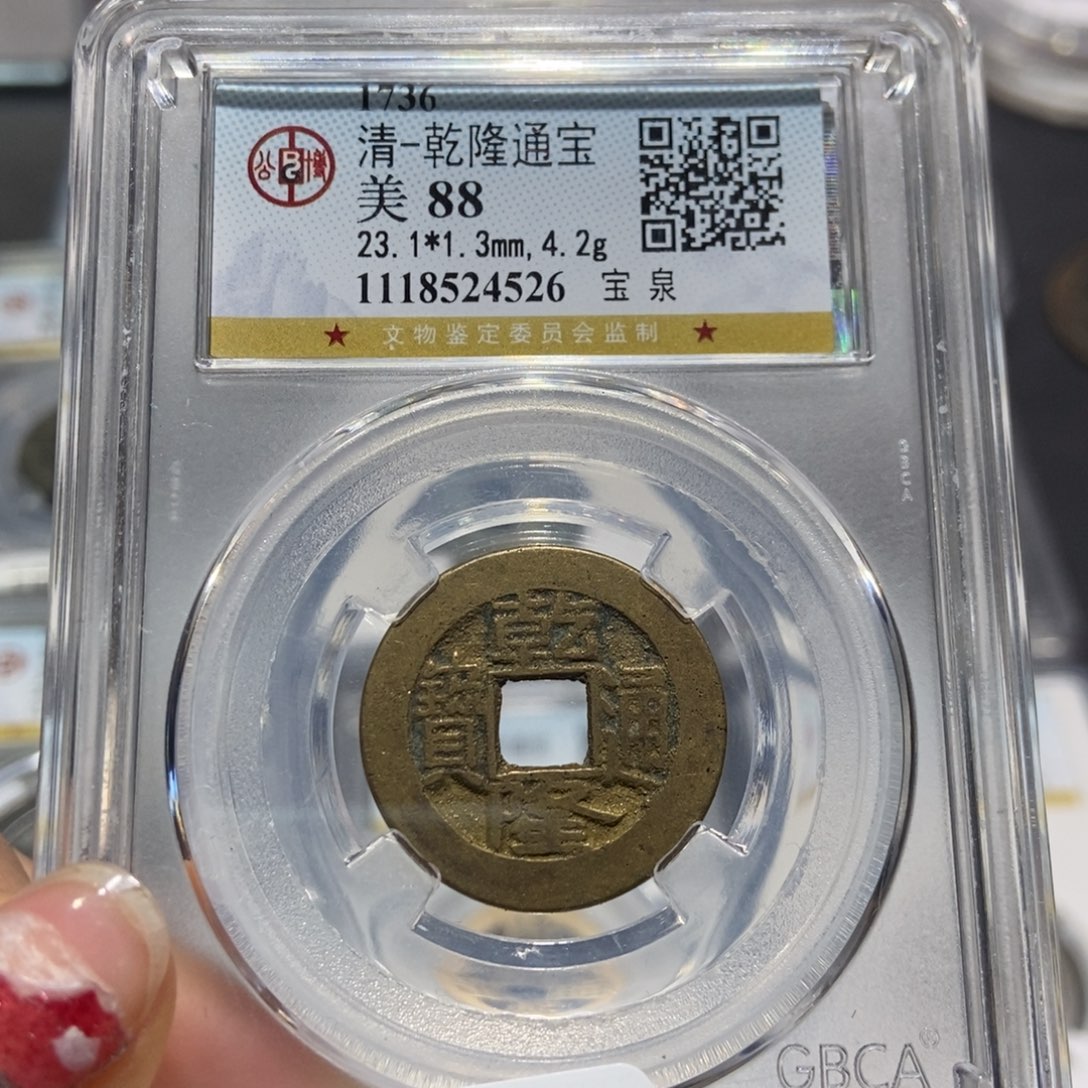 1736
清-乾隆通宝
美 88
23.1*1.3mm,4.2g
1118524526 宝 泉
★ 文物鉴定委员会监制 ★
乾隆通寶
GBCA®